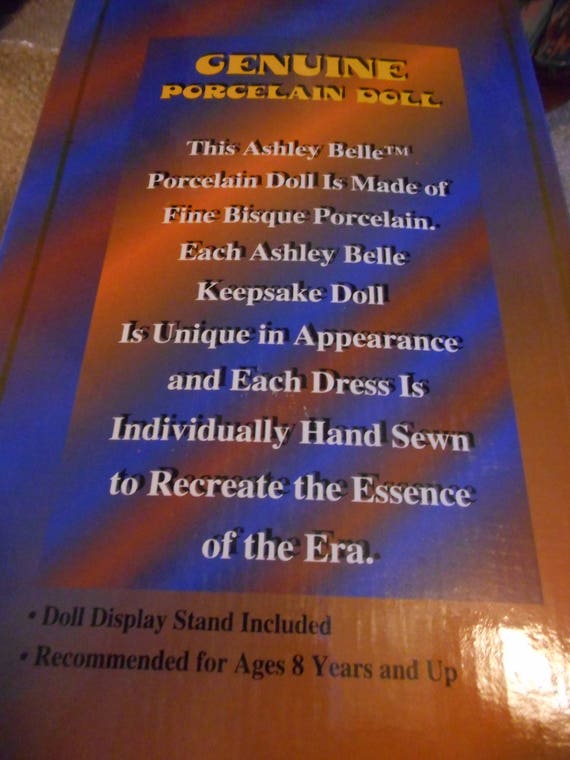 GENUINE
PORCELAIN DOLL
This Ashley Belle™
Porcelain Doll Is Made of
Fine Bisque Porcelain.
Each Ashley Belle
Keepsake Doll
Is Unique in Appearance
and Each Dress Is
Individually Hand Sewn
to Recreate the Essence
of the Era.
• Doll Display Stand Included
• Recommended for Ages 8 Years and Up